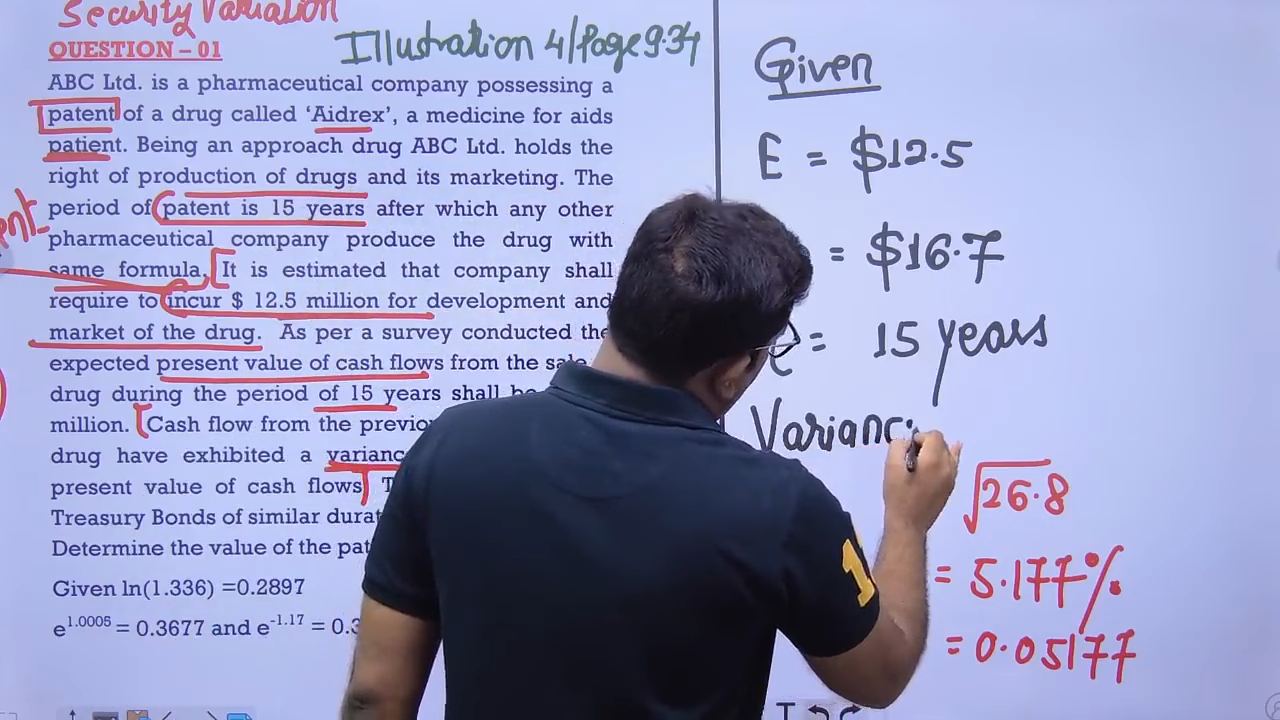 Security Variation
QUESTION – 01
Illustration 4/Page 9.34
ABC Ltd. is a pharmaceutical company possessing a
patent of a drug called ‘Aidrex’, a medicine for aids
patient. Being an approach drug ABC Ltd. holds the
right of production of drugs and its marketing. The
period of patent is 15 years after which any other
pharmaceutical company produce the drug with
same formula. It is estimated that company shall
require to incur $ 12.5 million for development and
market of the drug. As per a survey conducted the
expected present value of cash flows from the sale
drug during the period of 15 years shall be
million. Cash flow from the previou
drug have exhibited a varianc
present value of cash flows.
Treasury Bonds of similar durat
Determine the value of the pat
Given ln(1.336) =0.2897
e^1.0005 = 0.3677 and e^-1.17 = 0.3
Given
E = $12.5
= $16.7
= 15 years
Varianc
√26.8
= 5.177%
= 0.05177